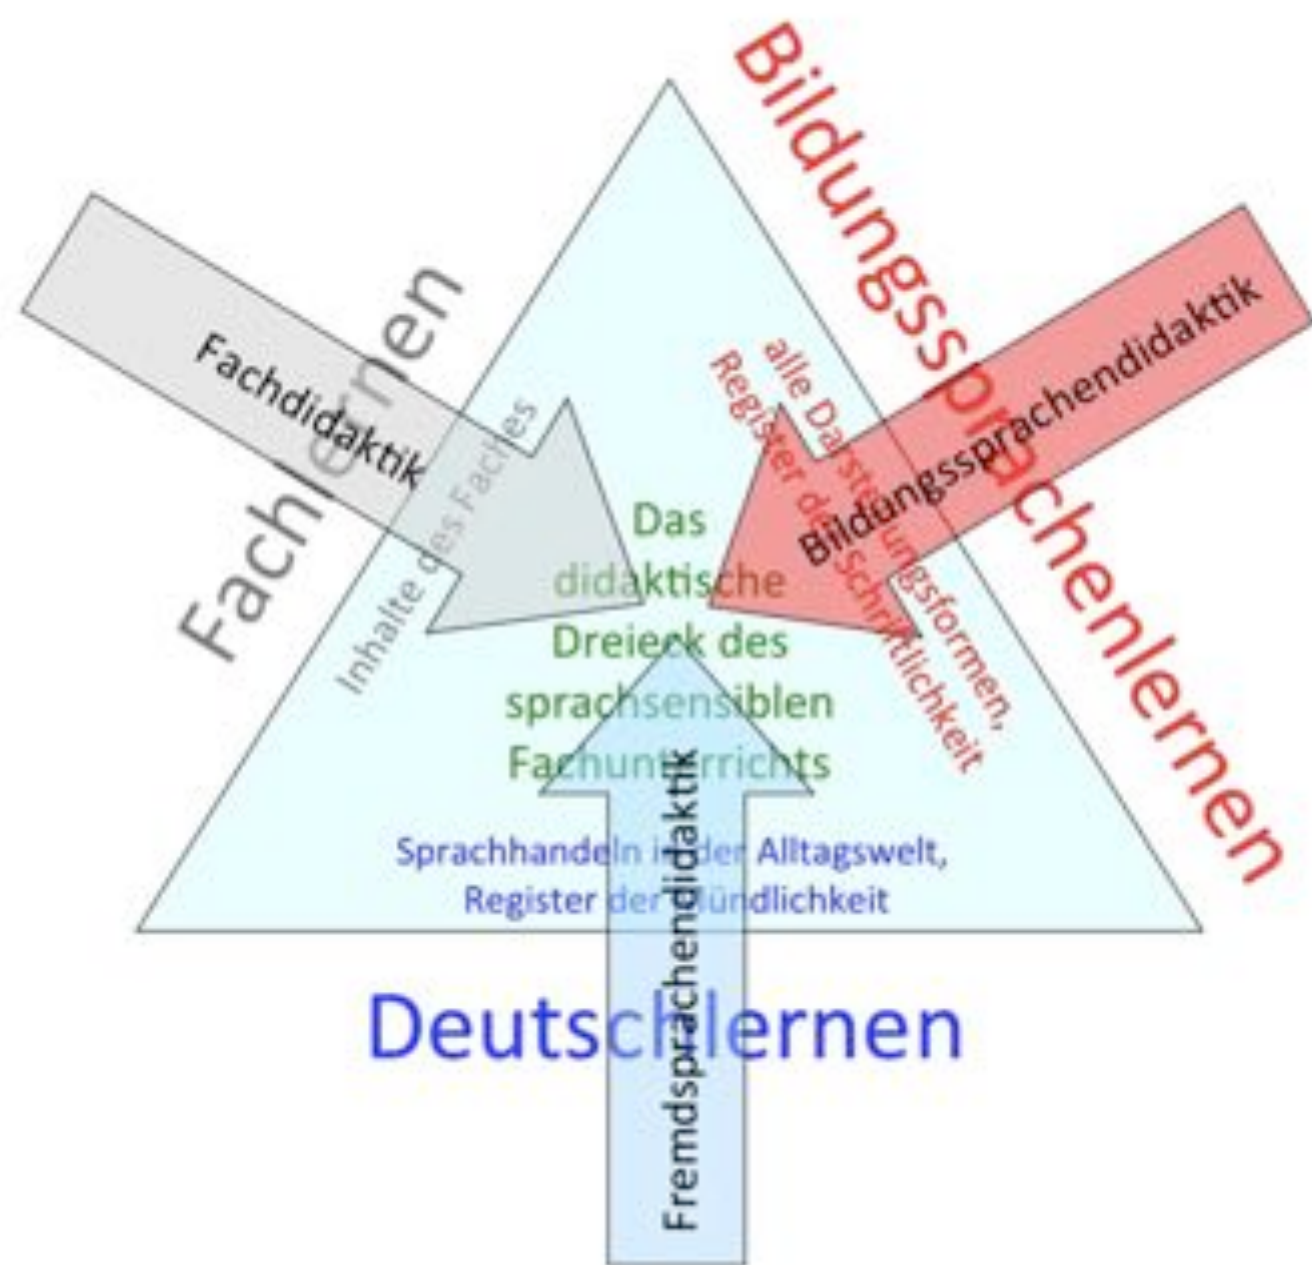 Bildungssprachenlernen
Bildungssprachendidaktik
alle Darstellungsformen,
Register der Schriftlichkeit
Fachlernen
Fachdidaktik
Inhalte des Faches
Das
didaktische
Dreieck des
sprachsensiblen
Fachunterrichts
Sprachhandeln in der Alltagswelt,
Register der Mündlichkeit
Fremdsprachendidaktik
Deutschlernen